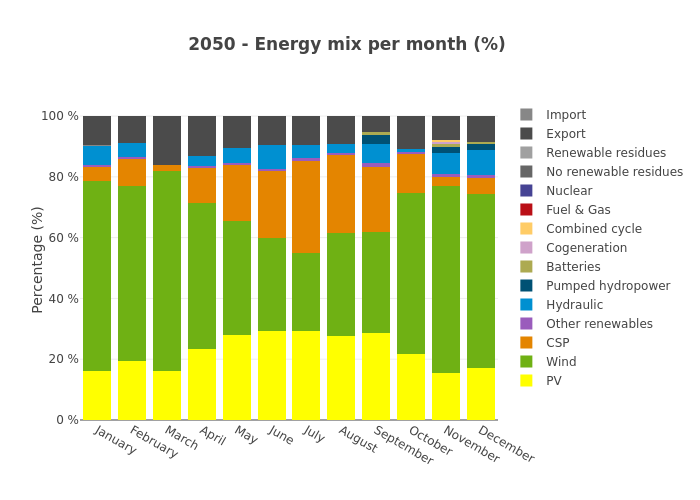 2050 - Energy mix per month (%)
100 %
80 %
60 %
40 %
20 %
0 %
Percentage (%)
January
February
March
April
May
June
July
August
September
October
November
December
Import
Export
Renewable residues
No renewable residues
Nuclear
Fuel & Gas
Combined cycle
Cogeneration
Batteries
Pumped hydropower
Hydraulic
Other renewables
CSP
Wind
PV